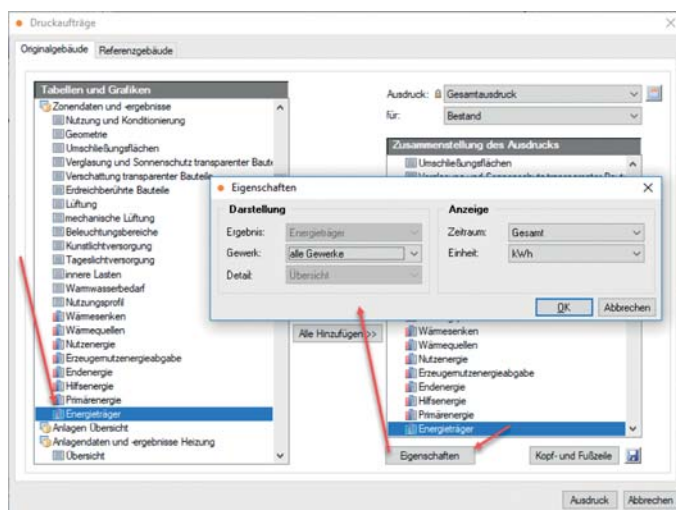 Druckaufträge
Originalgebäude Referenzgebäude
Tabellen und Grafiken
Zonendaten und -ergebnisse
Nutzung und Konditionierung
Geometrie
Umschließungsflächen
Verglasung und Sonnenschutz transparenter Baute
Verschattung transparenter Bauteile
Erdreichberührte Bauteile
Lüftung
mechanische Lüftung
Beleuchtungsbereiche
Kunstlichtversorgung
Tageslichtversorgung
innere Lasten
Warmwasserbedarf
Nutzungsprofil
Wärmesenken
Wärmequellen
Nutzenergie
Erzeugernutzenergieabgabe
Endenergie
Hilfsenergie
Primärenergie
Energieträger
Anlagen Übersicht
Anlagendaten und -ergebnisse Heizung
Übersicht
Alle Hinzufügen >>
Ausdruck: Gesamtausdruck
für: Bestand
Zusammenstellung des Ausdrucks
Umschließungsflächen
Eigenschaften
Darstellung
Ergebnis: Energieträger
Gewerk: alle Gewerke
Detail: Übersicht
Anzeige
Zeitraum: Gesamt
Einheit: kWh
OK Abbrechen
Wärmesenken
Wärmequellen
Nutzenergie
Erzeugernutzenergieabgabe
Endenergie
Hilfsenergie
Primärenergie
Energieträger
Eigenschaften Kopf- und Fußzeile
Ausdruck Abbrechen